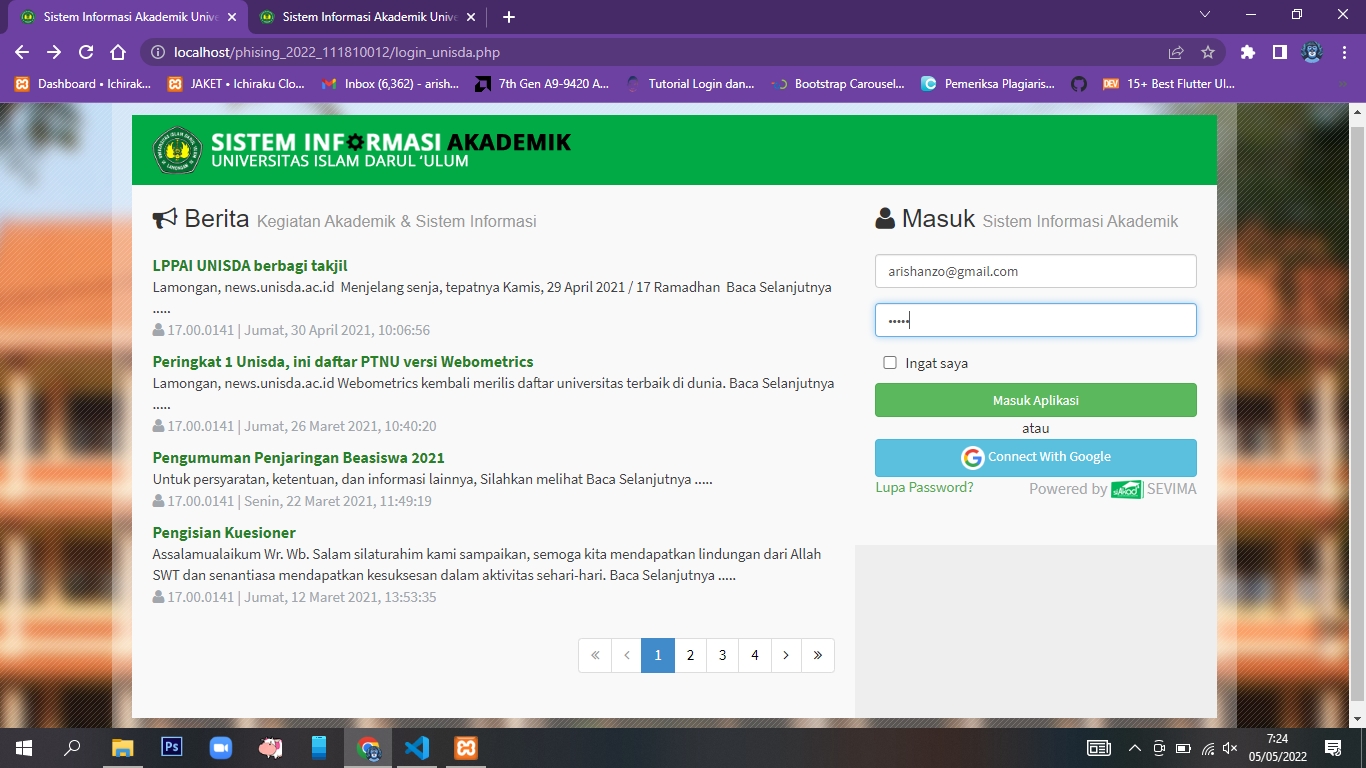 Sistem Informasi Akademik Unive
Sistem Informasi Akademik Unive
localhost/phising_2022_111810012/login_unisda.php
Dashboard • Ichirak... JAKET • Ichiraku Clo... Inbox (6,362) - arish... 7th Gen A9-9420 A... Tutorial Login dan... Bootstrap Carousel... Pemeriksa Plagiaris... DEV 15+ Best Flutter UI...
SISTEM INFORMASI AKADEMIK
UNIVERSITAS ISLAM DARUL 'ULUM
Berita Kegiatan Akademik & Sistem Informasi
LPPAI UNISDA berbagi takjil
Lamongan, news.unisda.ac.id Menjelang senja, tepatnya Kamis, 29 April 2021 / 17 Ramadhan Baca Selanjutnya
.....
17.00.0141 | Jumat, 30 April 2021, 10:06:56
Peringkat 1 Unisda, ini daftar PTNU versi Webometrics
Lamongan, news.unisda.ac.id Webometrics kembali merilis daftar universitas terbaik di dunia. Baca Selanjutnya
.....
17.00.0141 | Jumat, 26 Maret 2021, 10:40:20
Pengumuman Penjaringan Beasiswa 2021
Untuk persyaratan, ketentuan, dan informasi lainnya, Silahkan melihat Baca Selanjutnya .....
17.00.0141 | Senin, 22 Maret 2021, 11:49:19
Pengisian Kuesioner
Assalamualaikum Wr. Wb. Salam silaturahim kami sampaikan, semoga kita mendapatkan lindungan dari Allah
SWT dan senantiasa mendapatkan kesuksesan dalam aktivitas sehari-hari. Baca Selanjutnya .....
17.00.0141 | Jumat, 12 Maret 2021, 13:53:35
« ‹ 1 2 3 4 › »
Masuk Sistem Informasi Akademik
arishanzo@gmail.com
•••••
Ingat saya
Masuk Aplikasi
atau
Connect With Google
Lupa Password?
Powered by siAkad | SEVIMA
Ps
7:24
05/05/2022